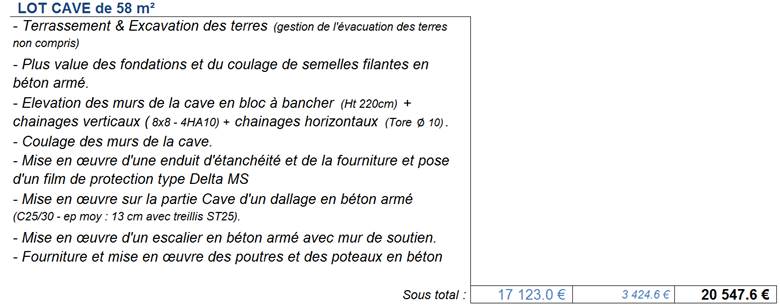 LOT CAVE de 58 m²
- Terrassement & Excavation des terres (gestion de l'évacuation des terres
non compris)
- Plus value des fondations et du coulage de semelles filantes en
béton armé.
- Elevation des murs de la cave en bloc à bancher (Ht 220cm) +
chainages verticaux ( 8x8 - 4HA10) + chainages horizontaux (Tore Ø 10) .
- Coulage des murs de la cave.
- Mise en œuvre d'une enduit d'étanchéité et de la fourniture et pose
d'un film de protection type Delta MS
- Mise en œuvre sur la partie Cave d'un dallage en béton armé
(C25/30 - ep moy : 13 cm avec treillis ST25).
- Mise en œuvre d'un escalier en béton armé avec mur de soutien.
- Fourniture et mise en œuvre des poutres et des poteaux en béton
Sous total : 17 123.0 € 3 424.6 € 20 547.6 €